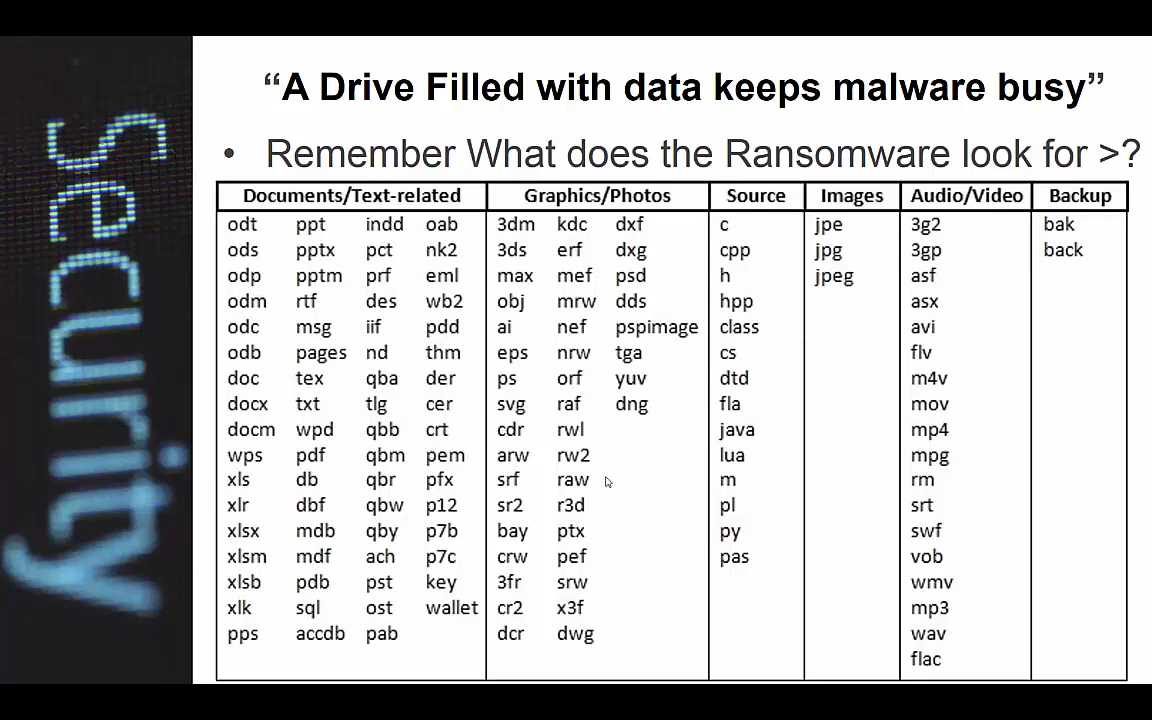 Security
“A Drive Filled with data keeps malware busy”
• Remember What does the Ransomware look for >?
Documents/Text-related Graphics/Photos Source Images Audio/Video Backup
odt ppt indd oab 3dm kdc dxf c jpe 3g2 bak
ods pptx pct nk2 3ds erf dxg cpp jpg 3gp back
odp pptm prf eml max mef psd h jpeg asf
odm rtf des wb2 obj mrw dds hpp asx
odc msg iif pdd ai nef pspimage class avi
odb pages nd thm eps nrw tga cs flv
doc tex qba der ps orf yuv dtd m4v
docx txt tlg cer svg raf dng fla mov
docm wpd qbb crt cdr rwl java mp4
wps pdf qbm pem arw rw2 lua mpg
xls db qbr pfx srf raw m rm
xlr dbf qbw p12 sr2 r3d pl srt
xlsx mdb qby p7b bay ptx py swf
xlsm mdf ach p7c crw pef pas vob
xlsb pdb pst key 3fr srw wmv
xlk sql ost wallet cr2 x3f mp3
pps accdb pab dcr dwg wav
flac